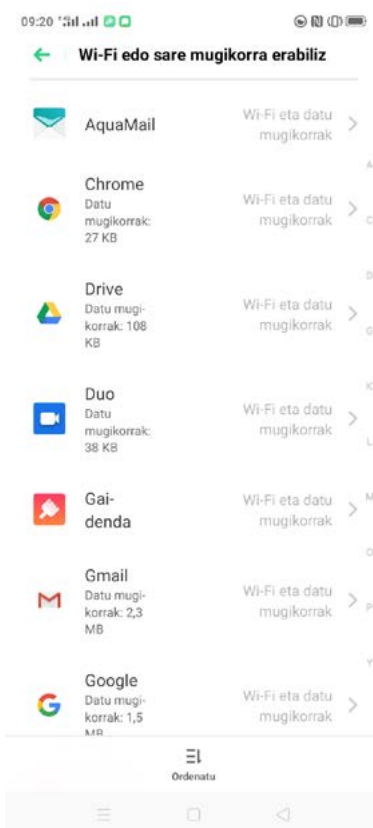 09:20
Wi-Fi edo sare mugikorra erabiliz
AquaMail
Wi-Fi eta datu
mugikorrak
A
Chrome
Datu
mugikorrak:
27 KB
Wi-Fi eta datu
mugikorrak
C
D
Drive
Datu mugi-
korrak: 108
KB
Wi-Fi eta datu
mugikorrak
G
K
Duo
Datu
mugikorrak:
38 KB
Wi-Fi eta datu
mugikorrak
L
Gai-
denda
Wi-Fi eta datu
mugikorrak
M
O
Gmail
Datu mugi-
korrak: 2,3
MB
Wi-Fi eta datu
mugikorrak
P
Y
Google
Datu mugi-
korrak: 1,5
MB
Wi-Fi eta datu
mugikorrak
Ordenatu